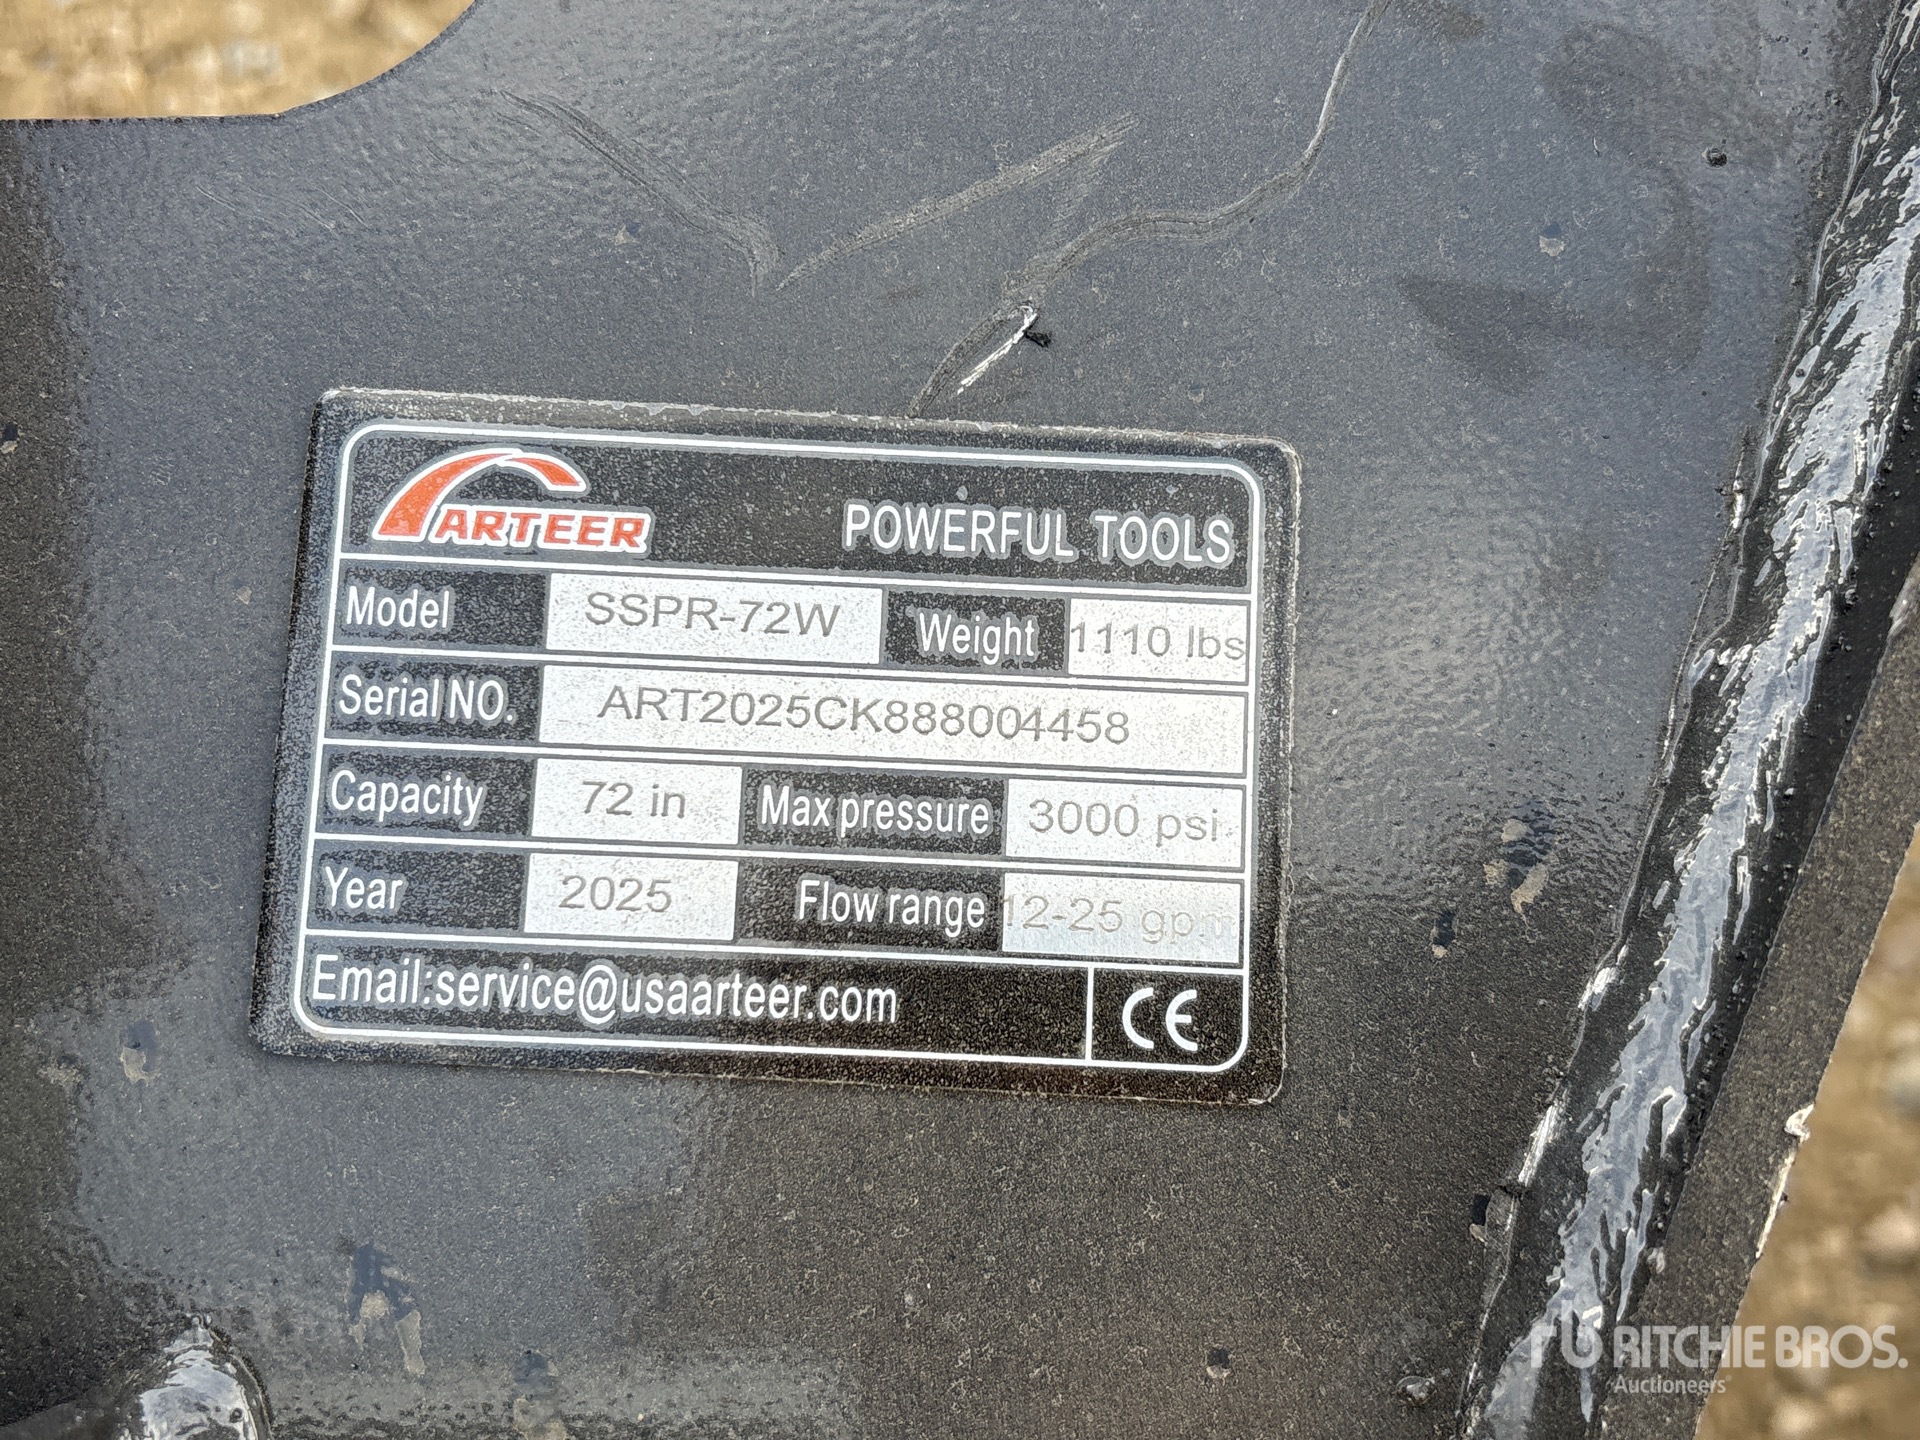 ARTEER POWERFUL TOOLS
Model SSPR-72W Weight 1110 lbs
Serial NO. ART2025CK888004458
Capacity 72 in Max pressure 3000 psi
Year 2025 Flow range 12-25 gpm
Email:service@usaarteer.com CE
rb RITCHIE BROS.
Auctioneers